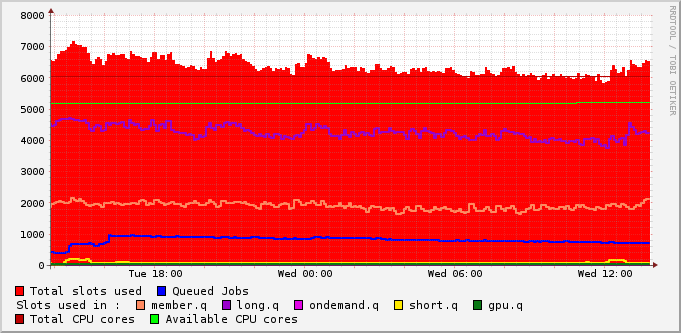 8000
7000
6000
5000
4000
3000
2000
1000
0
Tue 18:00 Wed 00:00 Wed 06:00 Wed 12:00
Total slots used Queued Jobs
Slots used in : member.q long.q ondemand.q short.q gpu.q
Total CPU cores Available CPU cores
RRDTOOL / TOBI OETIKER